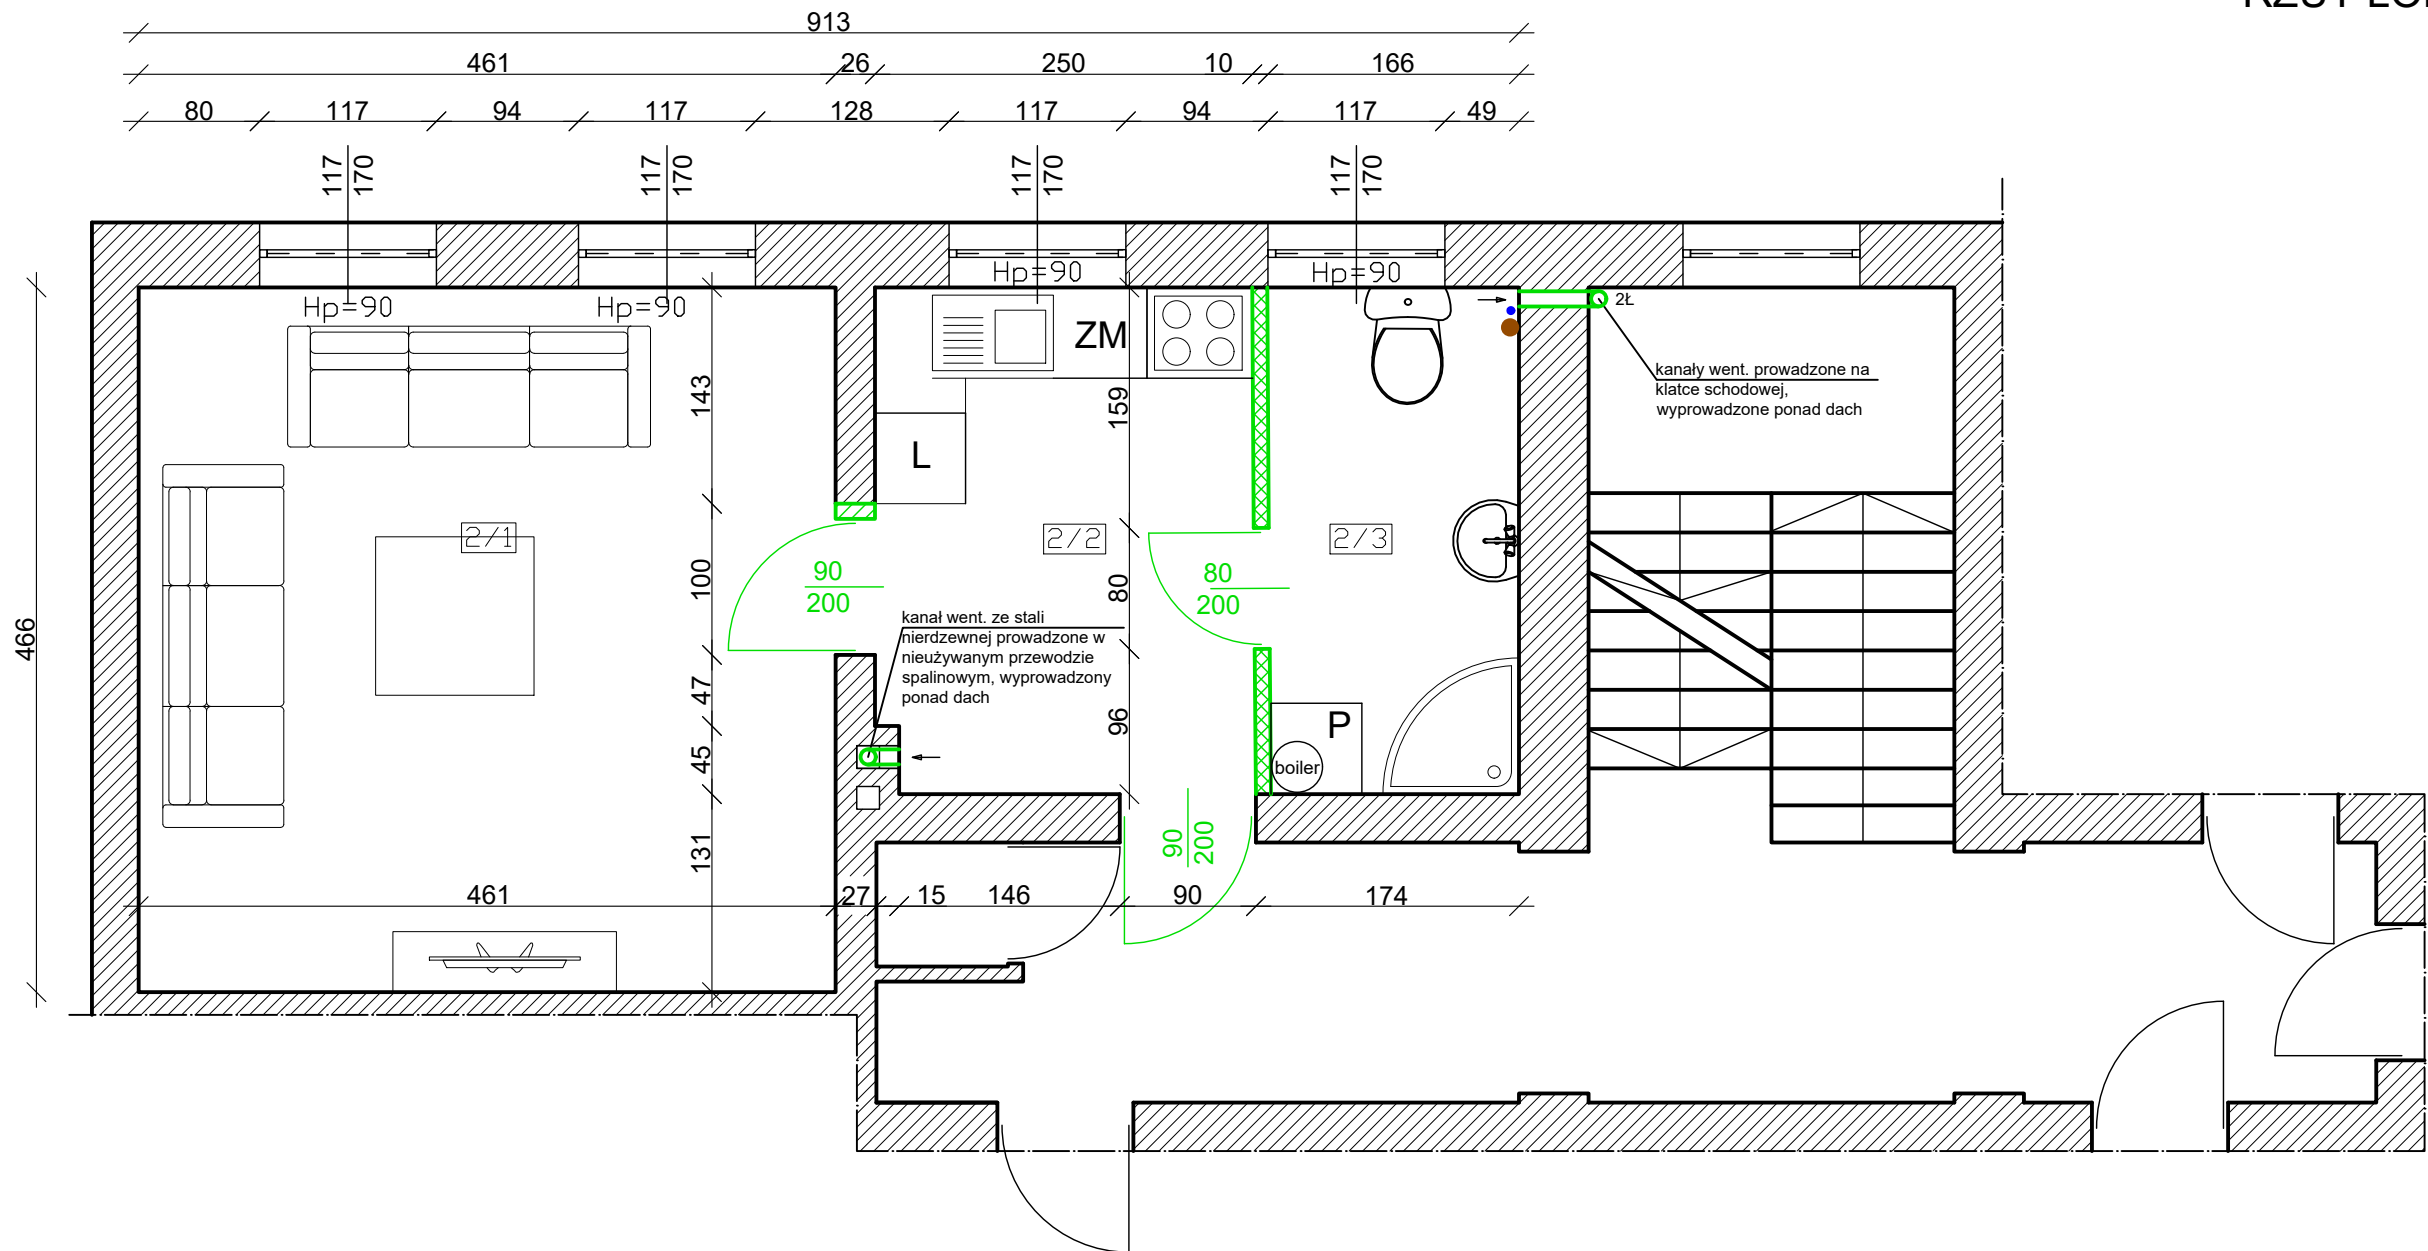 913
461 26 250 10 166
80 117 94 117 128 117 94 117 49
117
170
117
170
117
170
117
170
Hp=90
Hp=90
Hp=90
Hp=90
2Ł
ZM
kanały went. prowadzone na
klatce schodowej,
wyprowadzone ponad dach
143
159
L
2/1
2/2
2/3
90
200
80
200
100
80
466
kanał went. ze stali
nierdzewnej prowadzone w
nieużywanym przewodzie
spalinowym, wyprowadzony
ponad dach
47
96
P
45
boiler
90
200
131
461 27 15 146 90 174